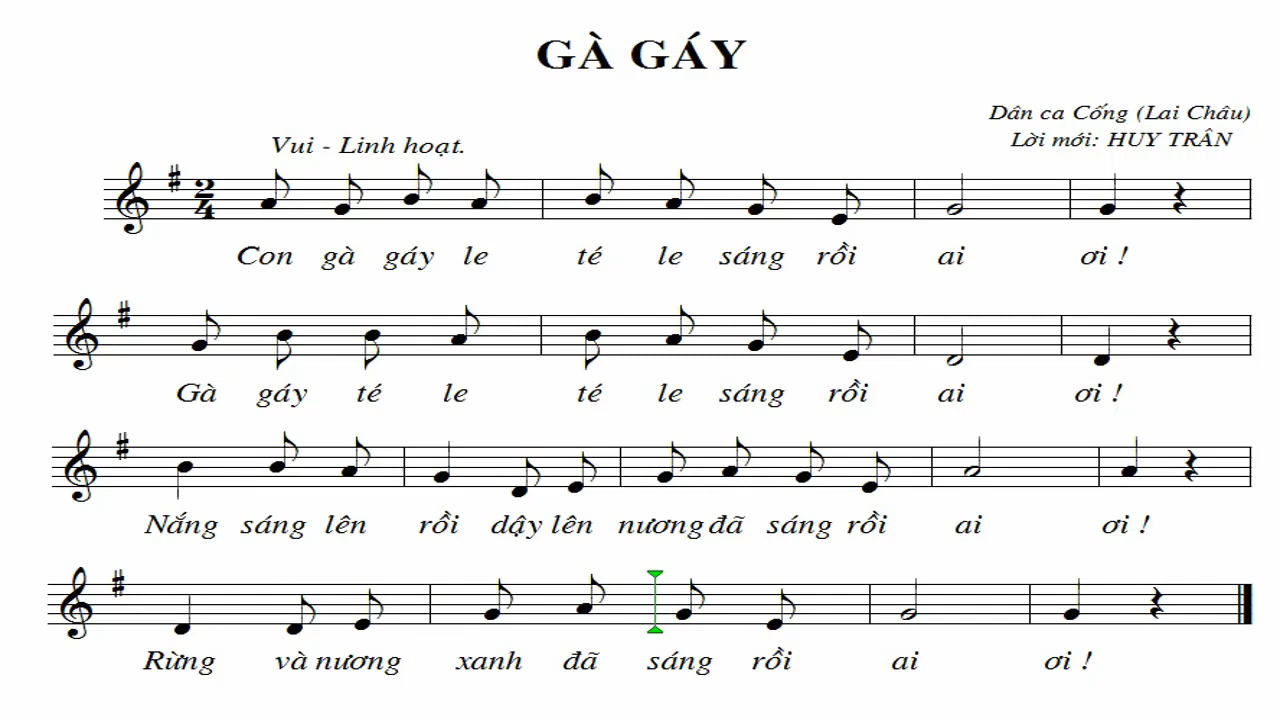 GÀ GÁY
Dân ca Cống (Lai Châu)
Lời mới: HUY TRÂN
Vui - Linh hoạt.
2
4
Con gà gáy le té le sáng rồi ai ơi !
Gà gáy té le té le sáng rồi ai ơi !
Nắng sáng lên rồi dậy lên nương đã sáng rồi ai ơi !
Rừng và nương xanh đã sáng rồi ai ơi !